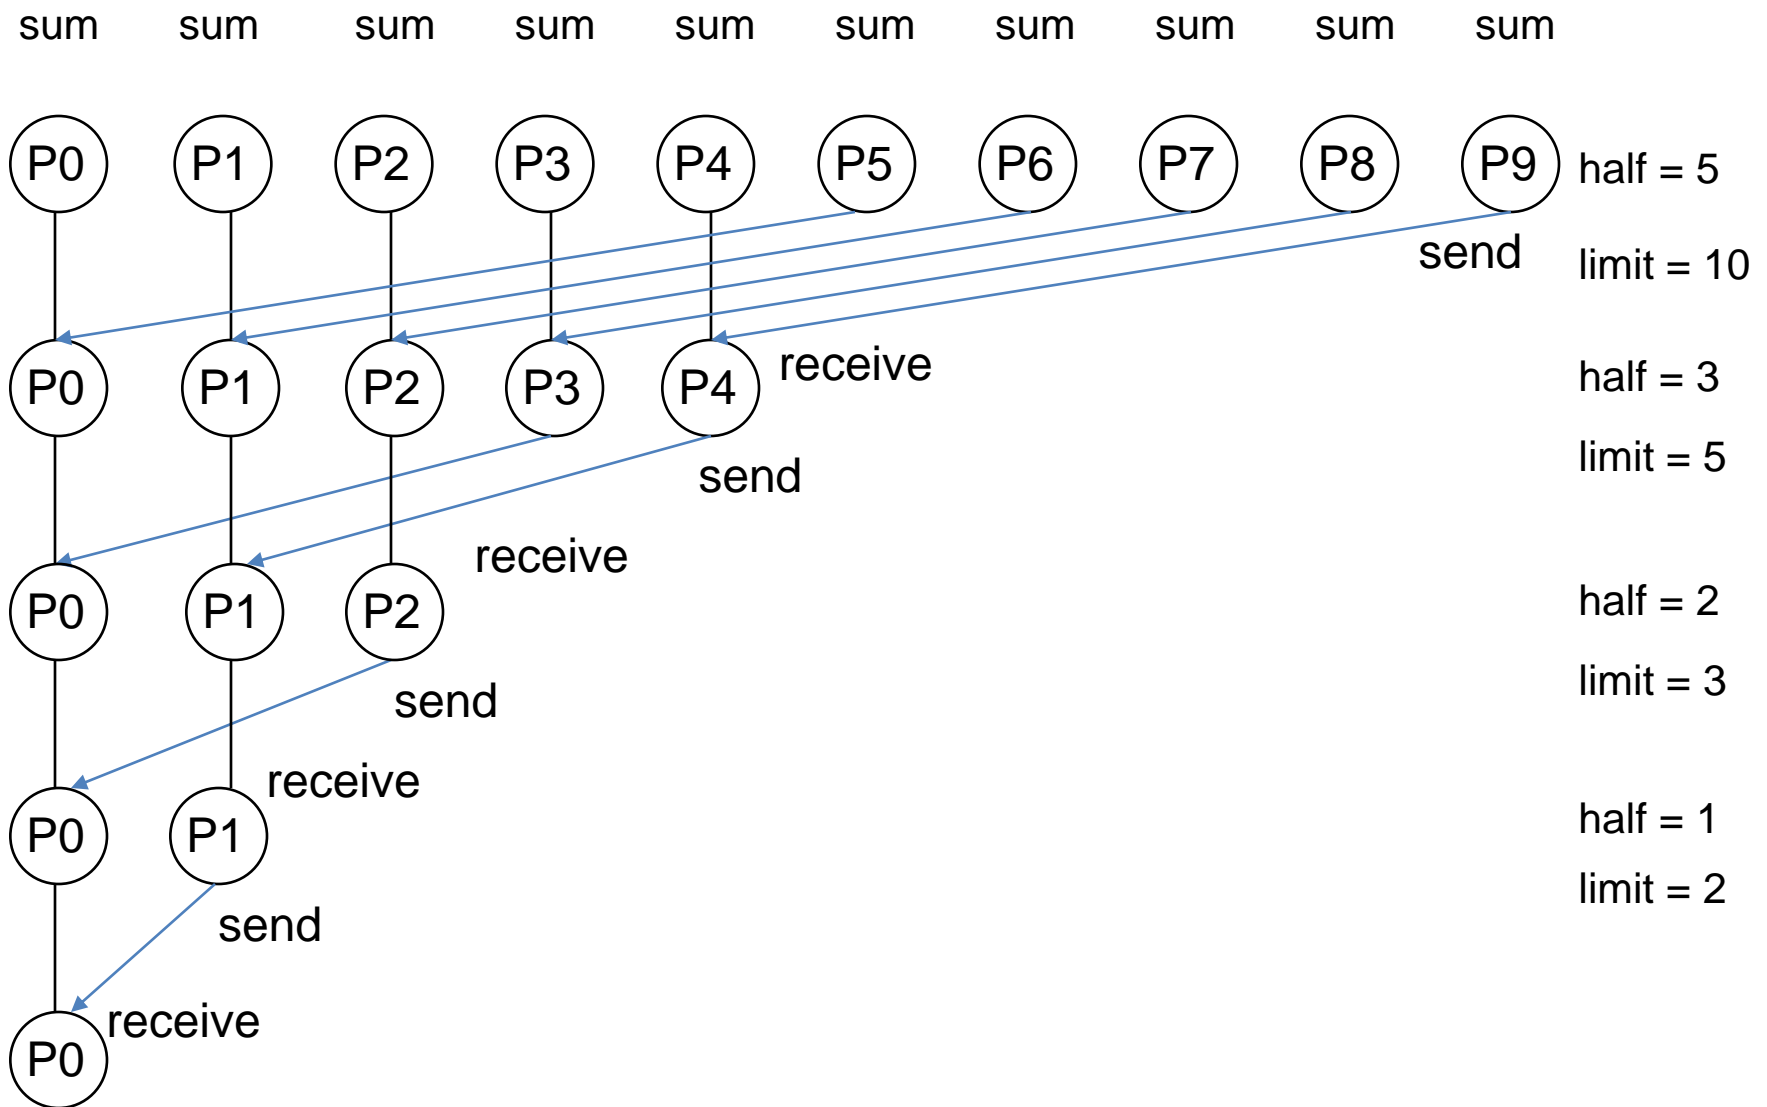 sum sum sum sum sum sum sum sum sum sum
P0 P1 P2 P3 P4 P5 P6 P7 P8 P9 half = 5
send limit = 10
receive
P0 P1 P2 P3 P4 half = 3
send limit = 5
receive
P0 P1 P2 half = 2
send limit = 3
receive
P0 P1 half = 1
send limit = 2
receive
P0